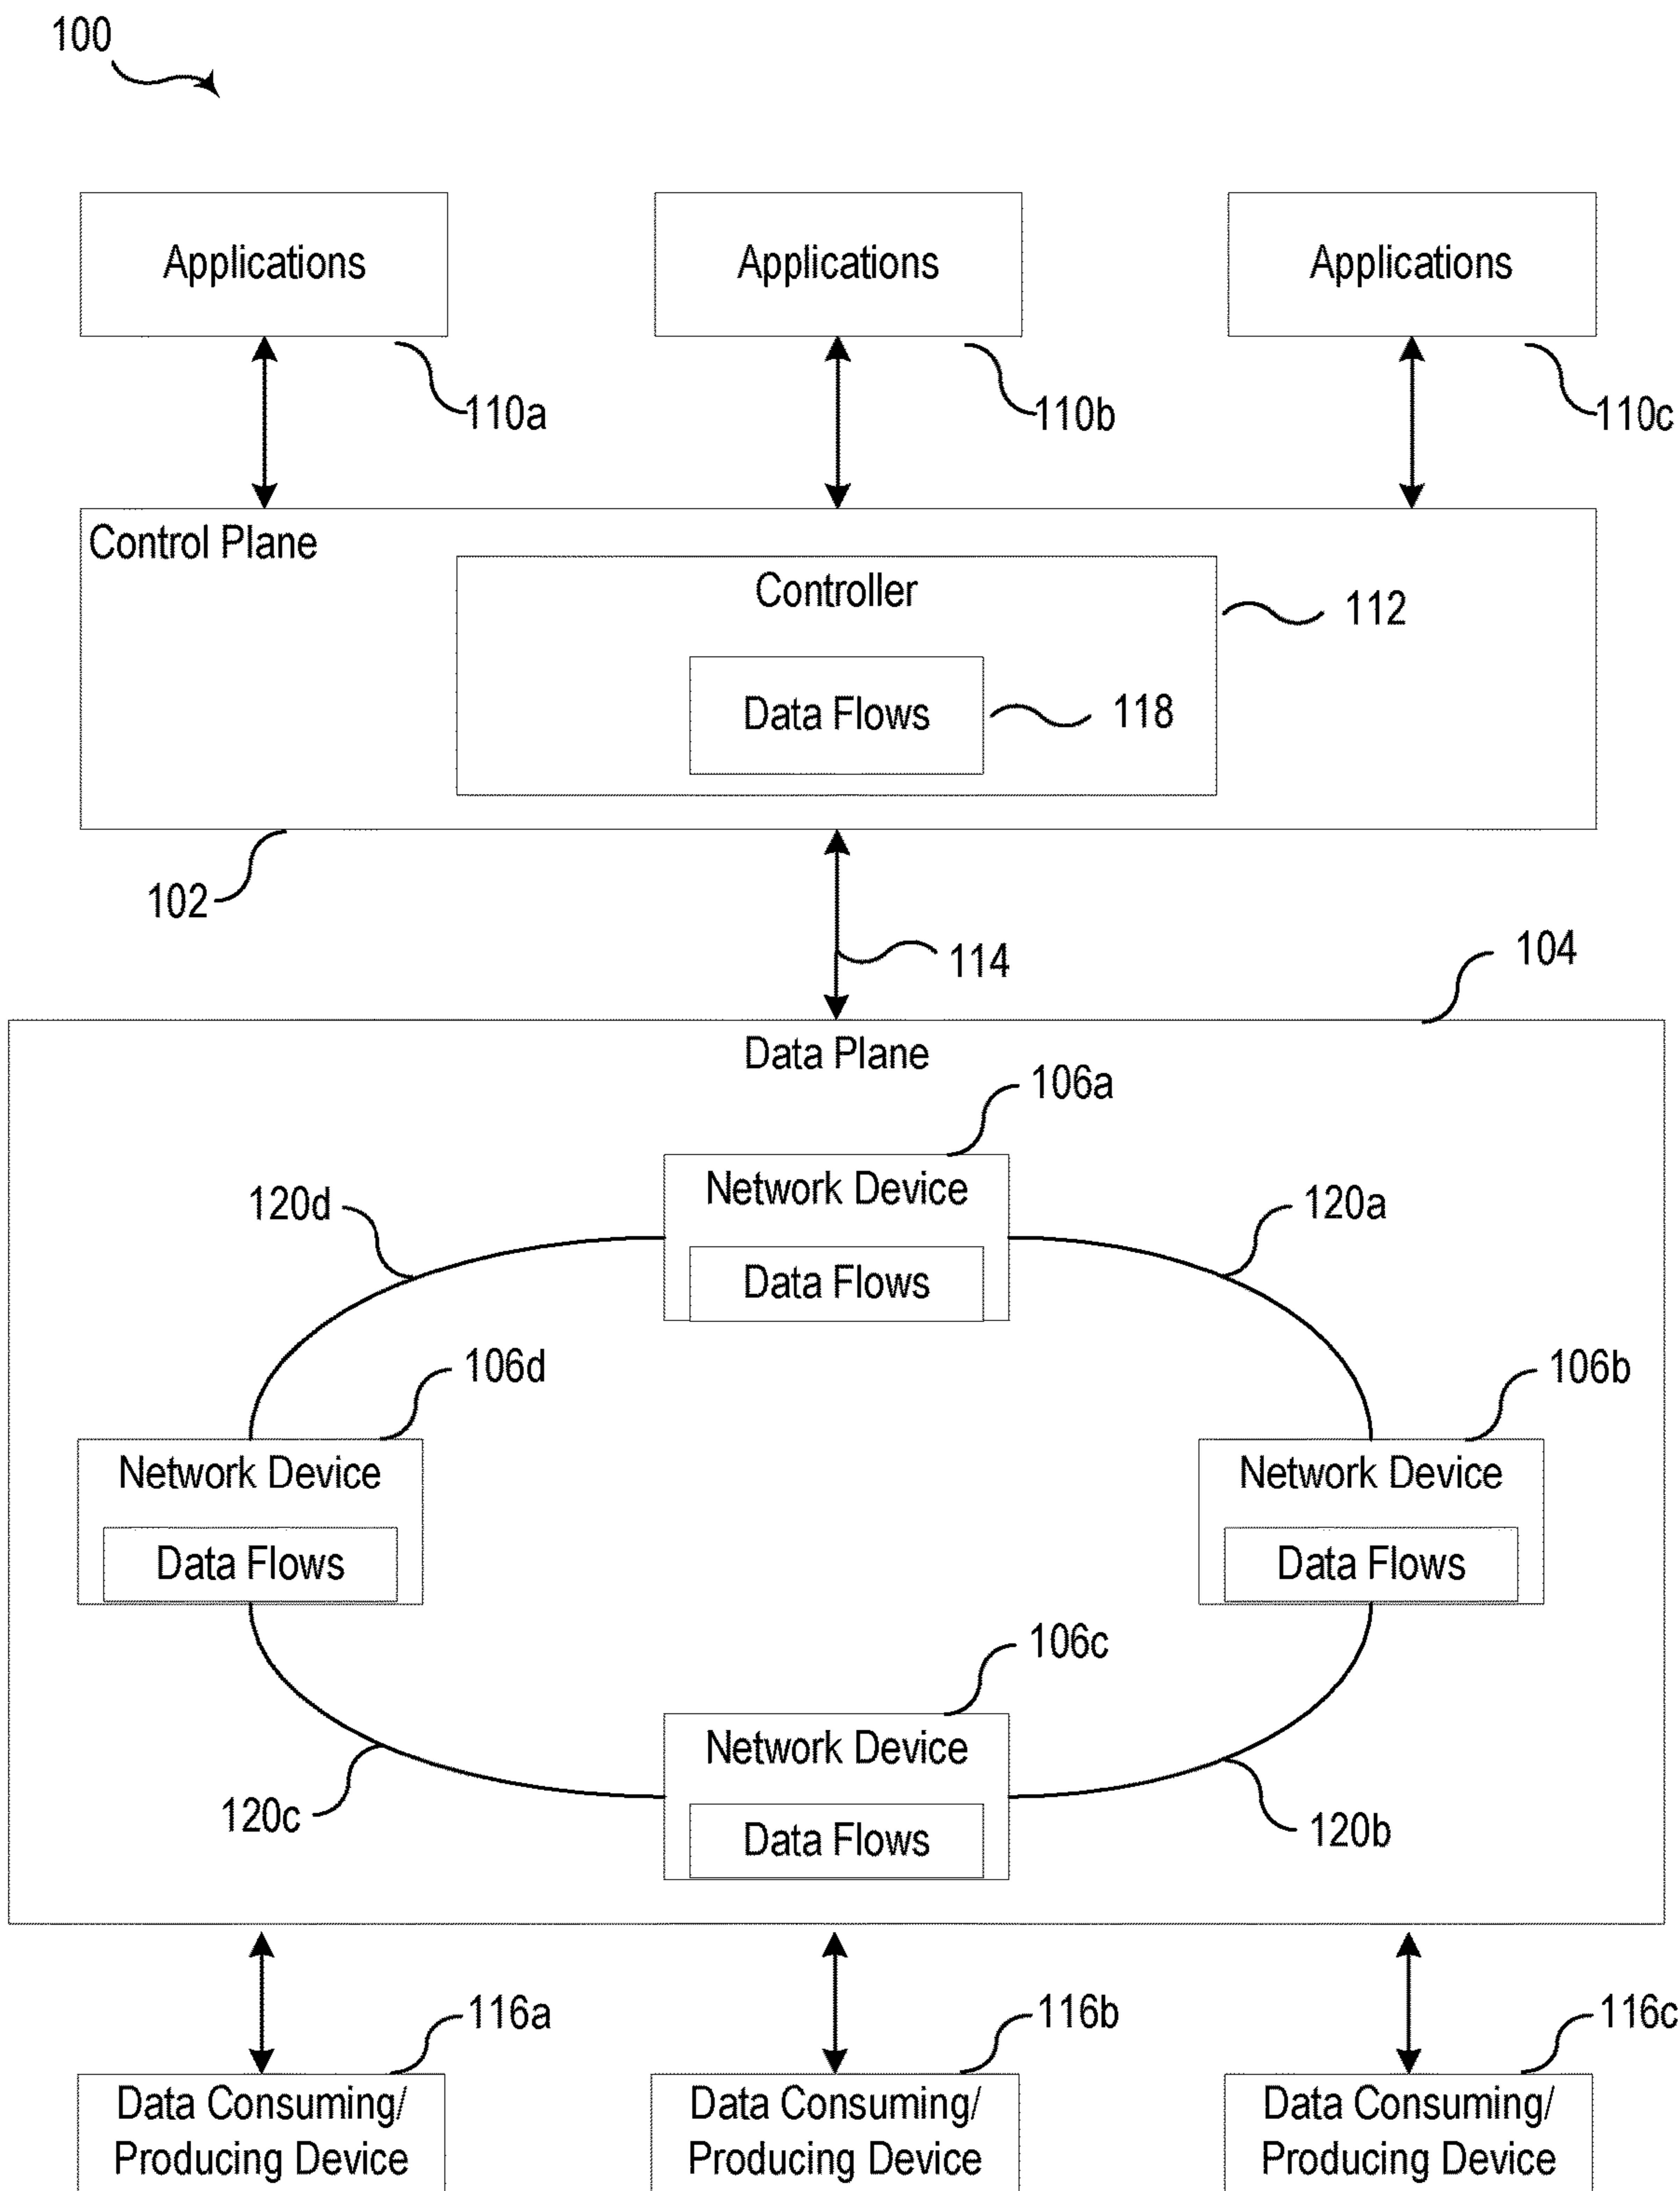 100
Applications
Applications
Applications
110a
110b
110c
Control Plane
Controller
112
Data Flows
118
102
114
104
Data Plane
106a
Network Device
120d
120a
Data Flows
106d
106b
Network Device
Network Device
Data Flows
Data Flows
106c
Network Device
120c
120b
Data Flows
116a
116b
116c
Data Consuming/
Producing Device
Data Consuming/
Producing Device
Data Consuming/
Producing Device